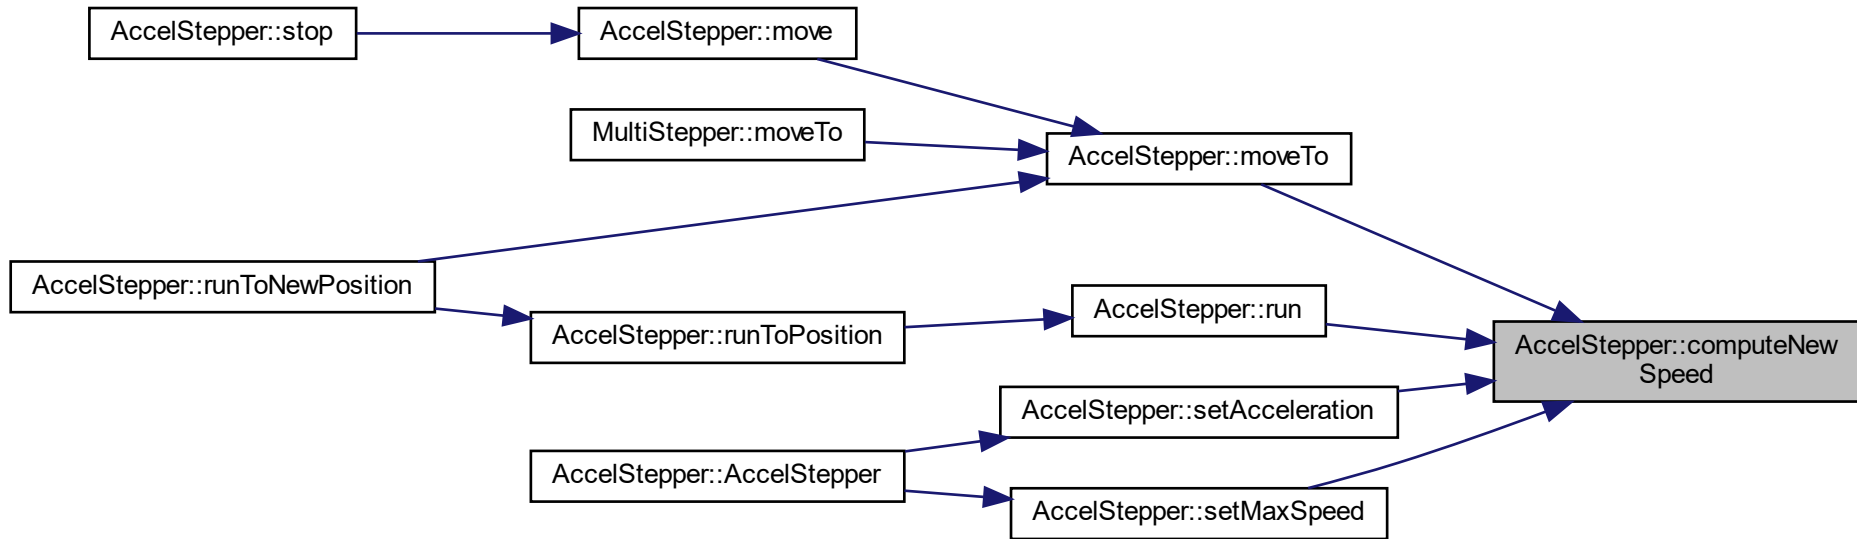 AccelStepper::stop
AccelStepper::move
MultiStepper::moveTo
AccelStepper::moveTo
AccelStepper::runToNewPosition
AccelStepper::runToPosition
AccelStepper::run
AccelStepper::computeNew
Speed
AccelStepper::setAcceleration
AccelStepper::AccelStepper
AccelStepper::setMaxSpeed